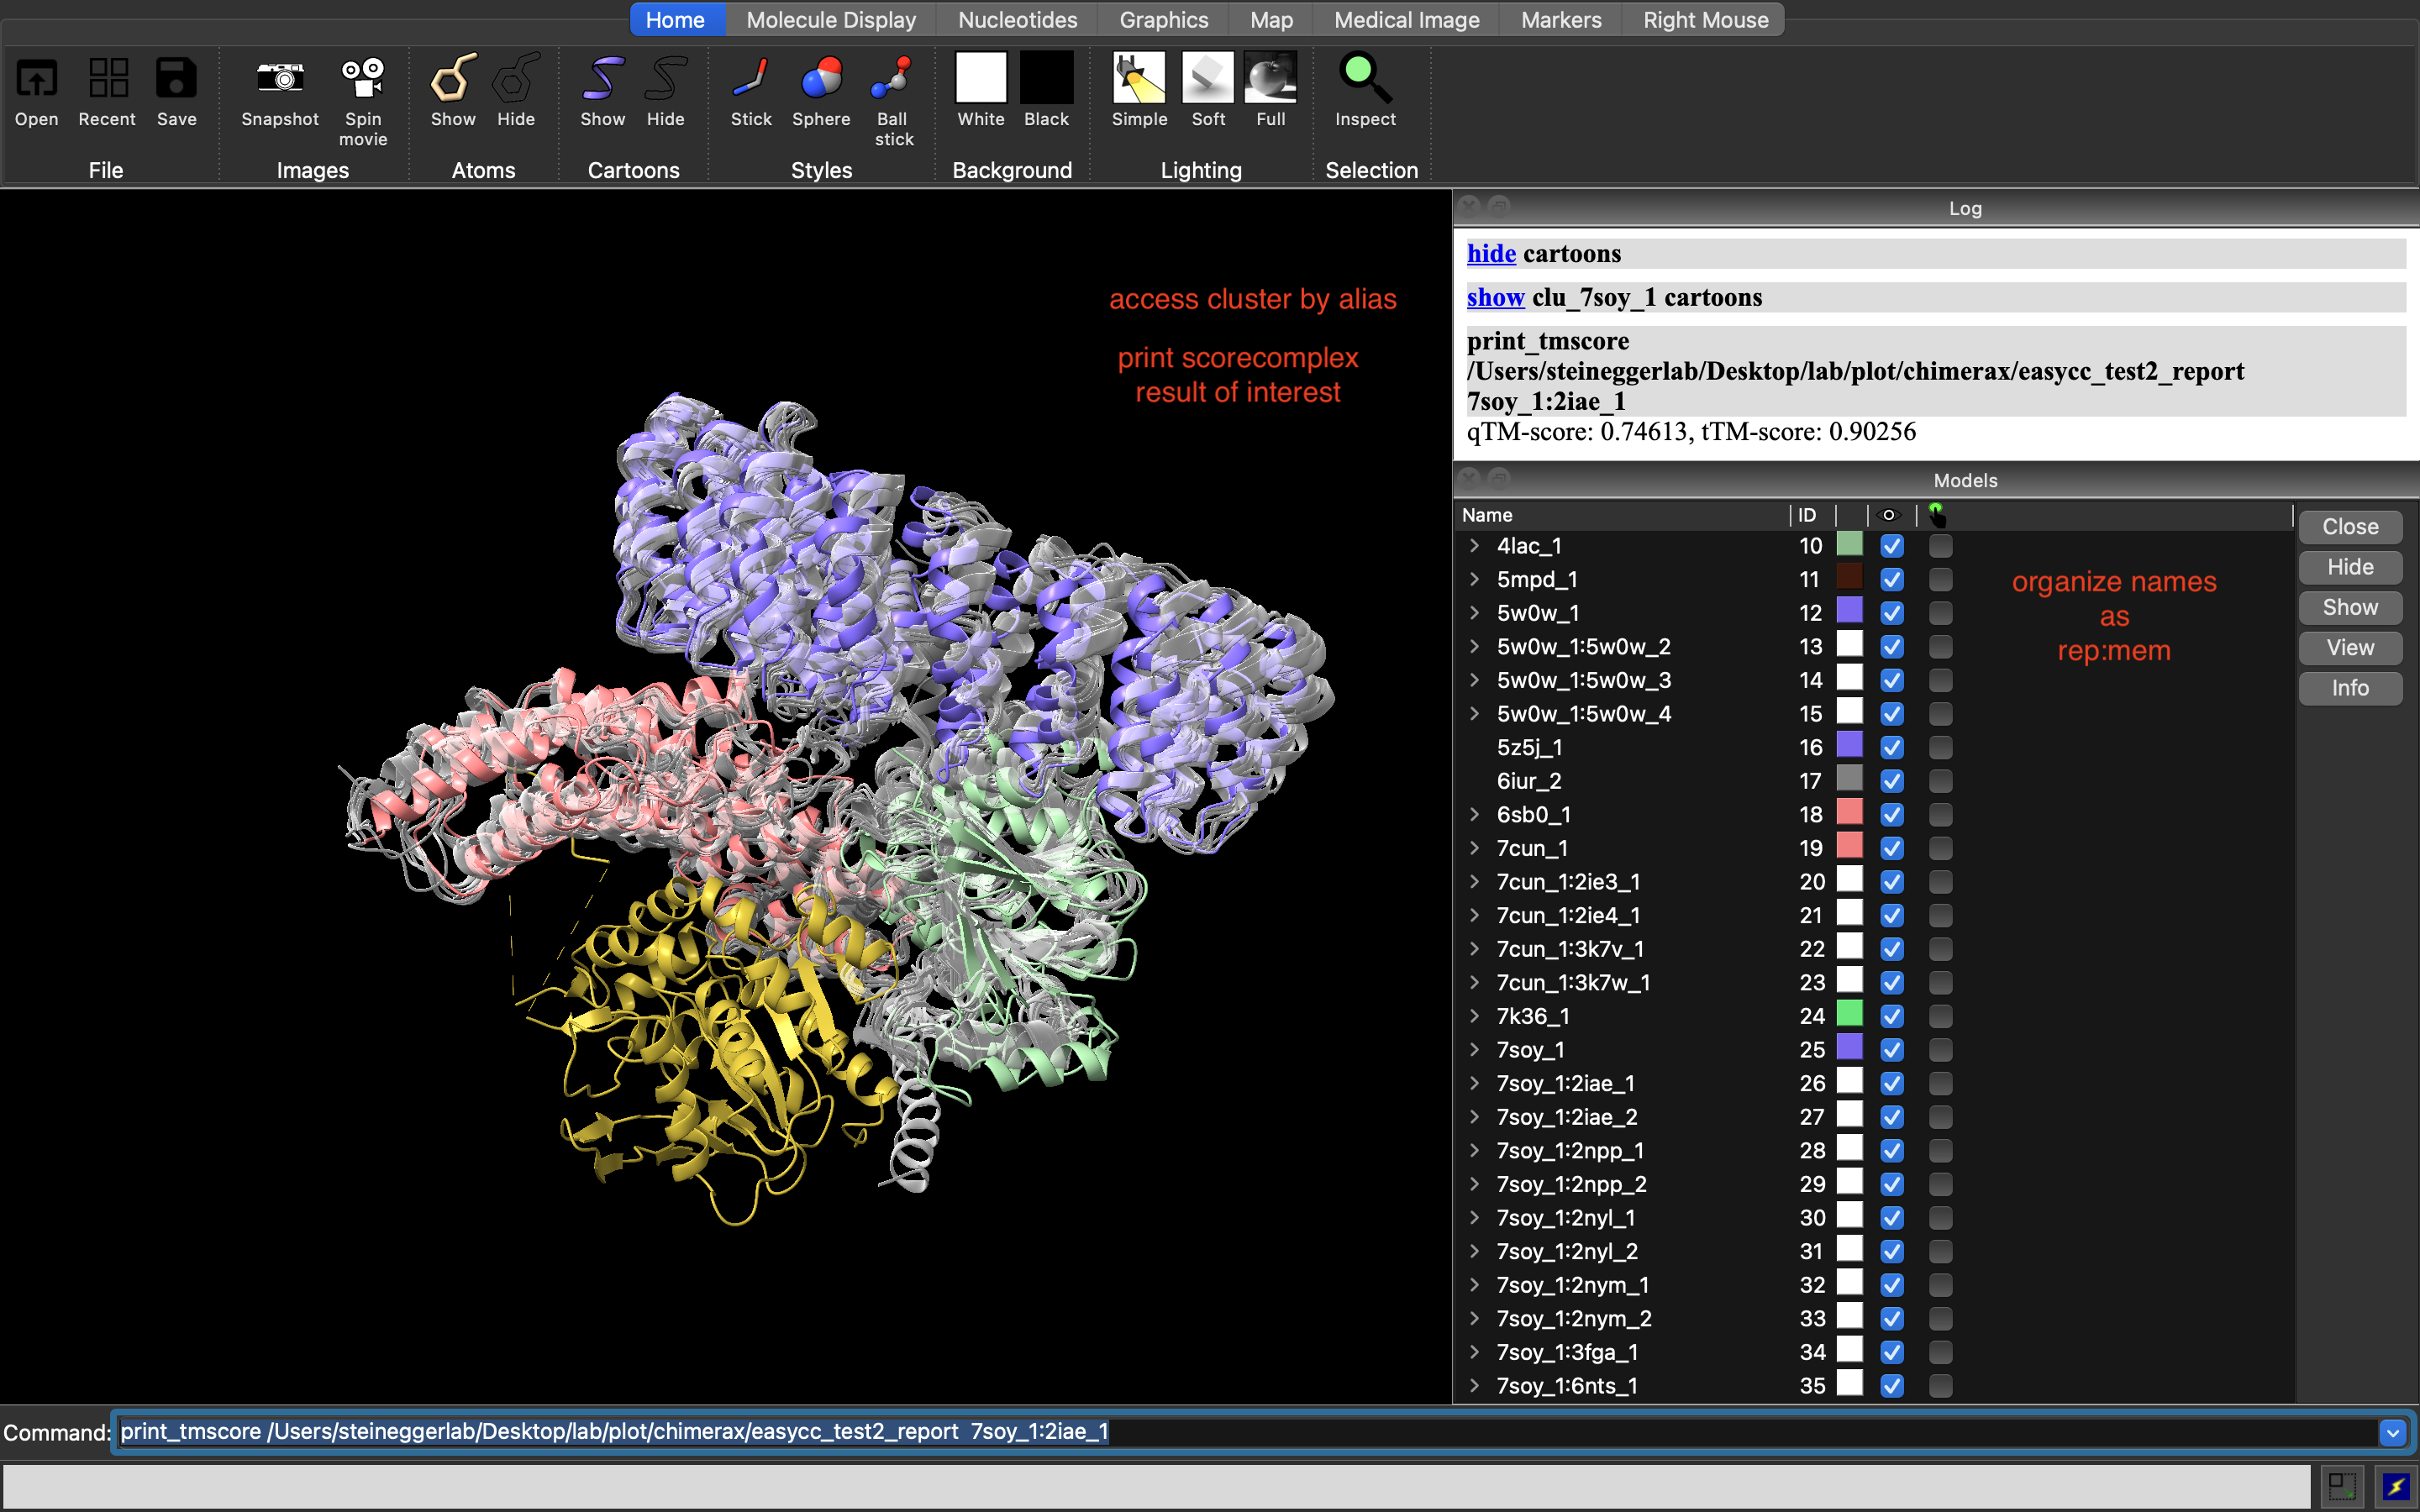 Home Molecule Display Nucleotides Graphics Map Medical Image Markers Right Mouse
Open Recent Save Snapshot Spin movie Show Hide Show Hide Stick Sphere Ball stick White Black Simple Soft Full Inspect
File Images Atoms Cartoons Styles Background Lighting Selection
access cluster by alias
print scorecomplex
result of interest
Log
hide cartoons
show clu_7soy_1 cartoons
print_tmscore
/Users/steineggerlab/Desktop/lab/plot/chimerax/easycc_test2_report
7soy_1:2iae_1
qTM-score: 0.74613, tTM-score: 0.90256
Models
Name ID
4lac_1 10
5mpd_1 11
5w0w_1 12
5w0w_1:5w0w_2 13
5w0w_1:5w0w_3 14
5w0w_1:5w0w_4 15
5z5j_1 16
6iur_2 17
6sb0_1 18
7cun_1 19
7cun_1:2ie3_1 20
7cun_1:2ie4_1 21
7cun_1:3k7v_1 22
7cun_1:3k7w_1 23
7k36_1 24
7soy_1 25
7soy_1:2iae_1 26
7soy_1:2iae_2 27
7soy_1:2npp_1 28
7soy_1:2npp_2 29
7soy_1:2nyl_1 30
7soy_1:2nyl_2 31
7soy_1:2nym_1 32
7soy_1:2nym_2 33
7soy_1:3fga_1 34
7soy_1:6nts_1 35
organize names
as
rep:mem
Close
Hide
Show
View
Info
Command: print_tmscore /Users/steineggerlab/Desktop/lab/plot/chimerax/easycc_test2_report 7soy_1:2iae_1